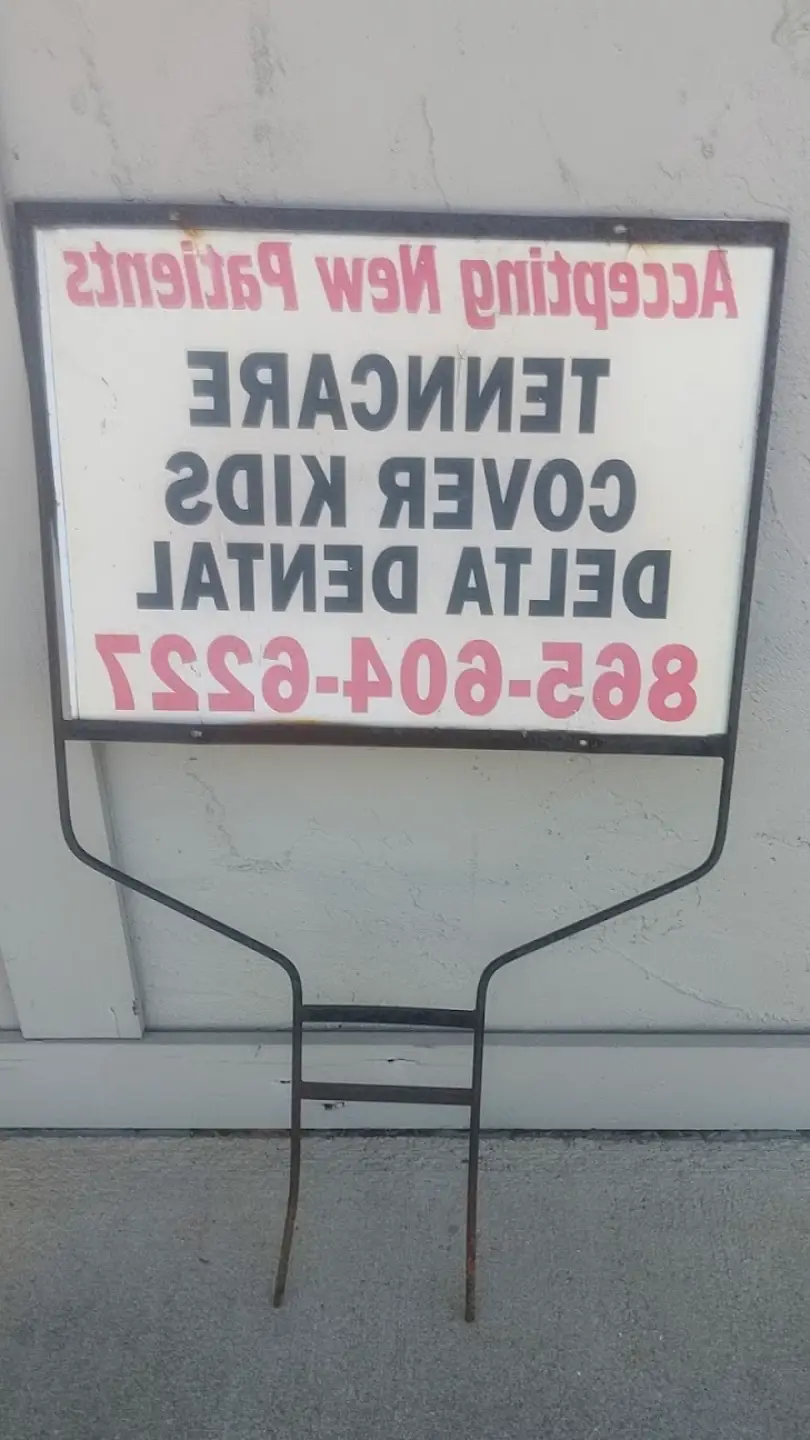 Accepting New Patients
TENNCARE
COVER KIDS
DELTA DENTAL
865-604-6227